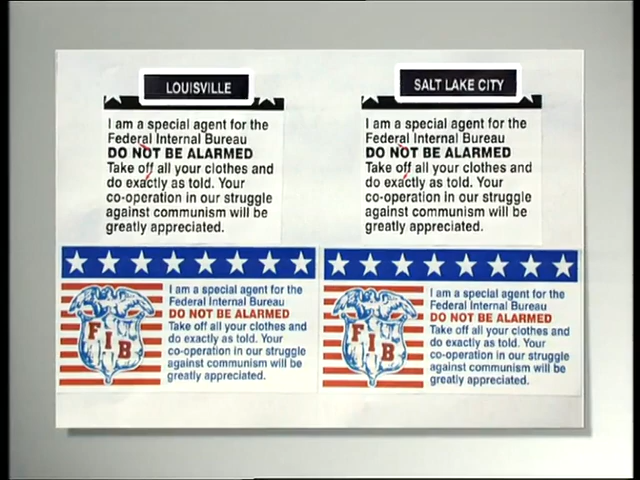 LOUISVILLE
I am a special agent for the
Federal Internal Bureau
DO NOT BE ALARMED
Take off all your clothes and
do exactly as told. Your
co-operation in our struggle
against communism will be
greatly appreciated.
SALT LAKE CITY
I am a special agent for the
Federal Internal Bureau
DO NOT BE ALARMED
Take off all your clothes and
do exactly as told. Your
co-operation in our struggle
against communism will be
greatly appreciated.
FIB
I am a special agent for the
Federal Internal Bureau
DO NOT BE ALARMED
Take off all your clothes and
do exactly as told. Your
co-operation in our struggle
against communism will be
greatly appreciated.
FIB
I am a special agent for the
Federal Internal Bureau
DO NOT BE ALARMED
Take off all your clothes and
do exactly as told. Your
co-operation in our struggle
against communism will be
greatly appreciated.